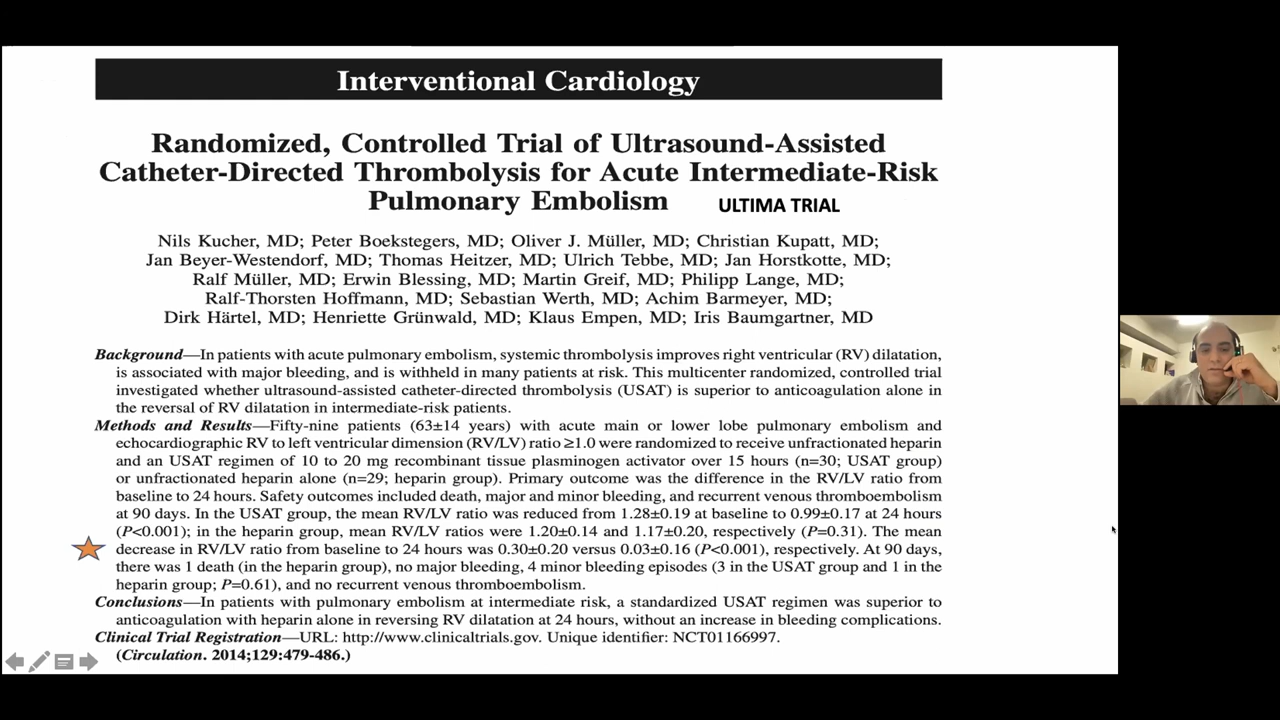 Interventional Cardiology
Randomized, Controlled Trial of Ultrasound-Assisted
Catheter-Directed Thrombolysis for Acute Intermediate-Risk
Pulmonary Embolism
ULTIMA TRIAL
Nils Kucher, MD; Peter Boekstegers, MD; Oliver J. Müller, MD; Christian Kupatt, MD;
Jan Beyer-Westendorf, MD; Thomas Heitzer, MD; Ulrich Tebbe, MD; Jan Horstkotte, MD;
Ralf Müller, MD; Erwin Blessing, MD; Martin Greif, MD; Philipp Lange, MD;
Ralf-Thorsten Hoffmann, MD; Sebastian Werth, MD; Achim Barmeyer, MD;
Dirk Härtel, MD; Henriette Grünwald, MD; Klaus Empen, MD; Iris Baumgartner, MD
Background—In patients with acute pulmonary embolism, systemic thrombolysis improves right ventricular (RV) dilatation,
is associated with major bleeding, and is withheld in many patients at risk. This multicenter randomized, controlled trial
investigated whether ultrasound-assisted catheter-directed thrombolysis (USAT) is superior to anticoagulation alone in
the reversal of RV dilatation in intermediate-risk patients.
Methods and Results—Fifty-nine patients (63±14 years) with acute main or lower lobe pulmonary embolism and
echocardiographic RV to left ventricular dimension (RV/LV) ratio ≥1.0 were randomized to receive unfractionated heparin
and an USAT regimen of 10 to 20 mg recombinant tissue plasminogen activator over 15 hours (n=30; USAT group)
or unfractionated heparin alone (n=29; heparin group). Primary outcome was the difference in the RV/LV ratio from
baseline to 24 hours. Safety outcomes included death, major and minor bleeding, and recurrent venous thromboembolism
at 90 days. In the USAT group, the mean RV/LV ratio was reduced from 1.28±0.19 at baseline to 0.99±0.17 at 24 hours
(P<0.001); in the heparin group, mean RV/LV ratios were 1.20±0.14 and 1.17±0.20, respectively (P=0.31). The mean
decrease in RV/LV ratio from baseline to 24 hours was 0.30±0.20 versus 0.03±0.16 (P<0.001), respectively. At 90 days,
there was 1 death (in the heparin group), no major bleeding, 4 minor bleeding episodes (3 in the USAT group and 1 in the
heparin group; P=0.61), and no recurrent venous thromboembolism.
Conclusions—In patients with pulmonary embolism at intermediate risk, a standardized USAT regimen was superior to
anticoagulation with heparin alone in reversing RV dilatation at 24 hours, without an increase in bleeding complications.
Clinical Trial Registration—URL: http://www.clinicaltrials.gov. Unique identifier: NCT01166997.
(Circulation. 2014;129:479-486.)